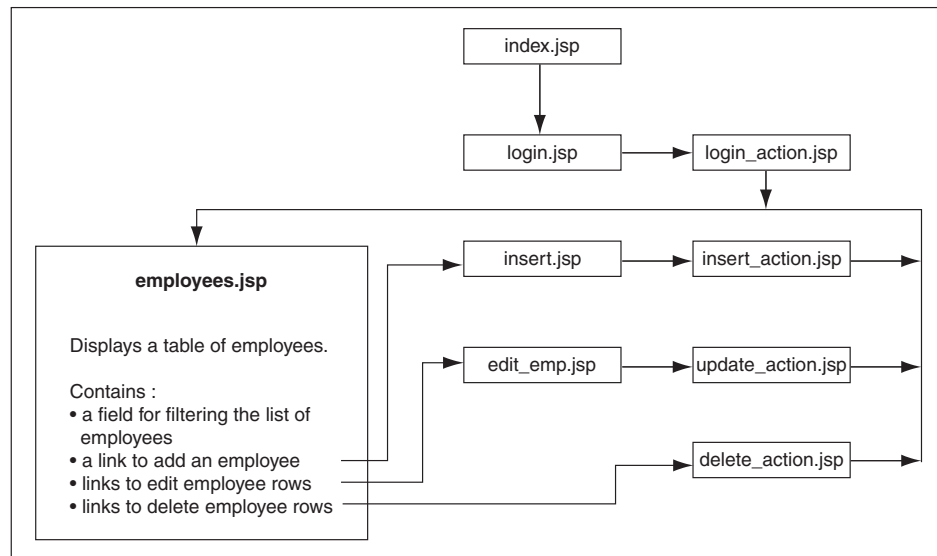 index.jsp
login.jsp
login_action.jsp
employees.jsp
Displays a table of employees.
Contains :
• a field for filtering the list of
employees
• a link to add an employee
• links to edit employee rows
• links to delete employee rows
insert.jsp
insert_action.jsp
edit_emp.jsp
update_action.jsp
delete_action.jsp